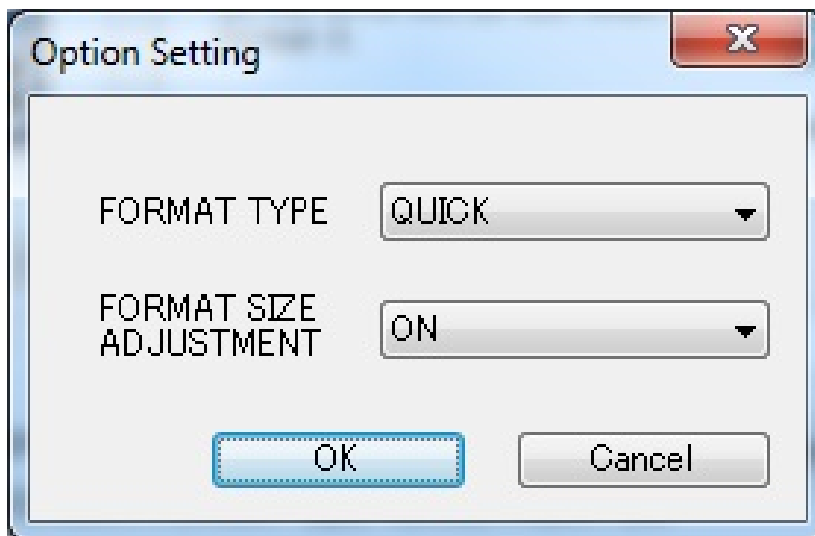 Option Setting
FORMAT TYPE
QUICK
FORMAT SIZE
ADJUSTMENT
ON
OK
Cancel